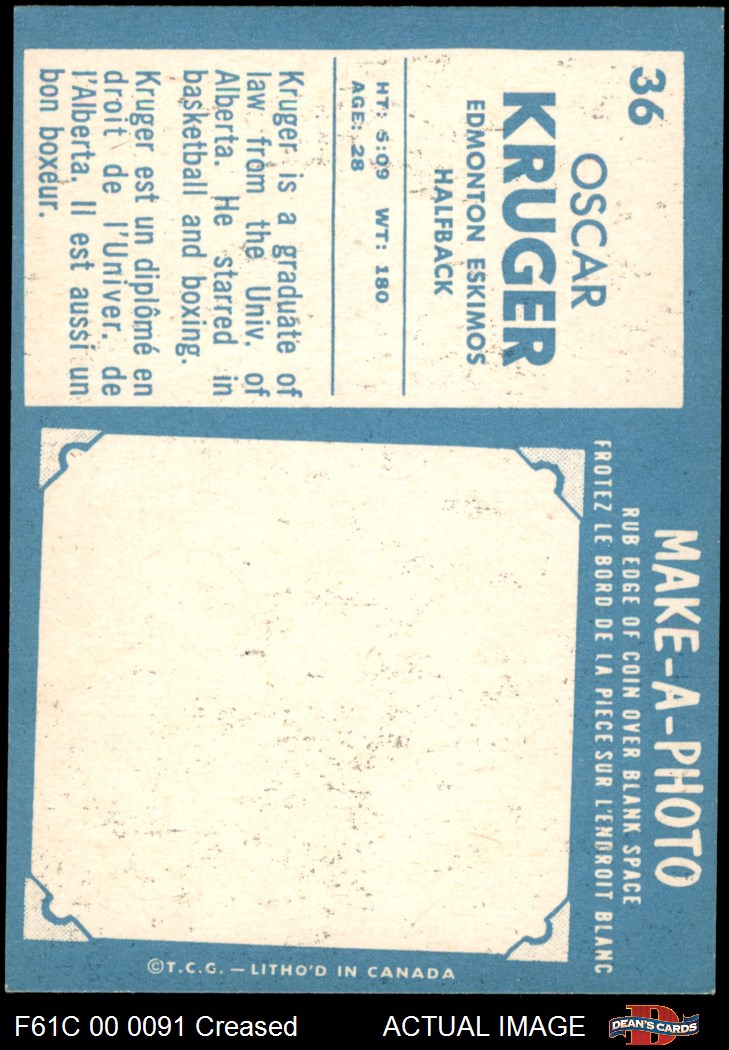 36
OSCAR
KRUGER
EDMONTON ESKIMOS
HALFBACK
HT: 5:09 WT: 180
AGE: 28
Kruger is a graduate of
law from the Univ. of
Alberta. He starred in
basketball and boxing.
Kruger est un diplômé en
droit de l'Univer. de
l'Alberta. Il est aussi un
bon boxeur.
MAKE-A-PHOTO
RUB EDGE OF COIN OVER BLANK SPACE
FROTEZ LE BORD DE LA PIECE SUR L'ENDROIT BLANC
©T.C.G. — LITHO'D IN CANADA
F61C 00 0091 Creased
ACTUAL IMAGE
D
DEAN'S CARDS